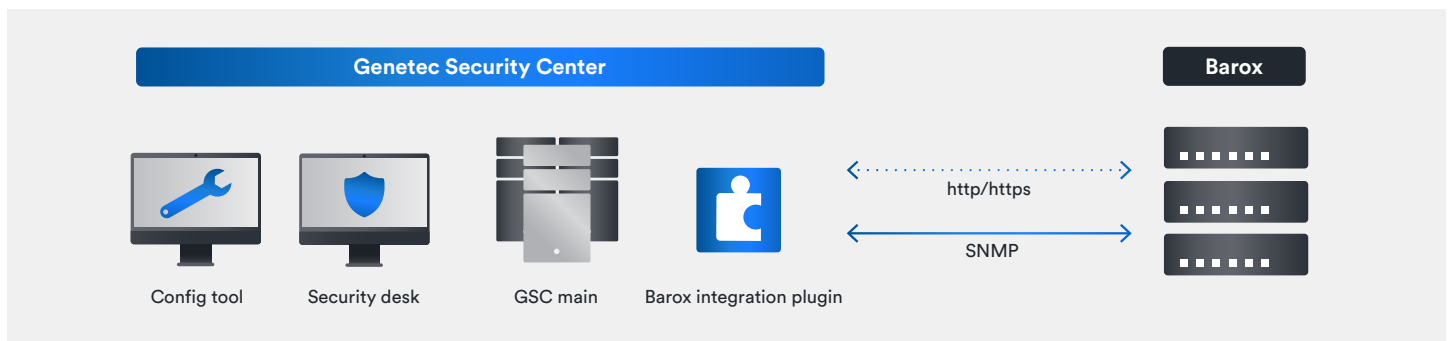 Genetec Security Center
Barox
http/https
SNMP
Config tool
Security desk
GSC main
Barox integration plugin